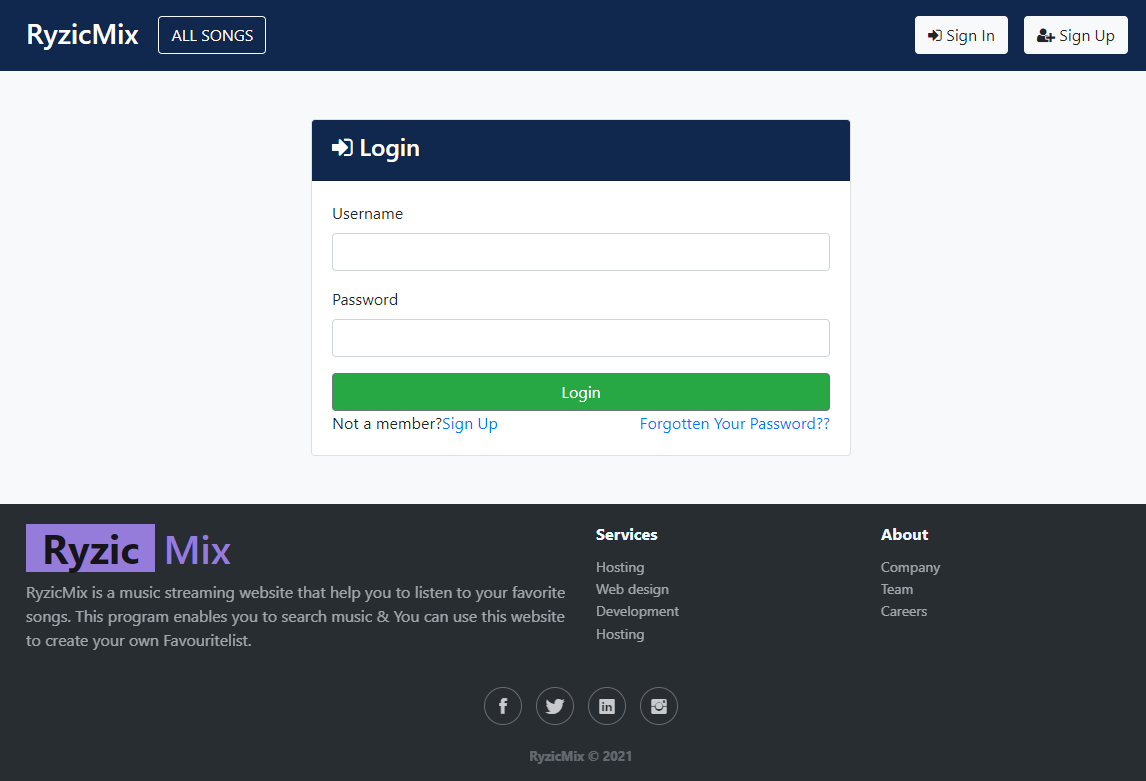 RyzicMix
ALL SONGS
Sign In
Sign Up
Login
Username
Password
Login
Not a member?Sign Up
Forgotten Your Password??
Ryzic Mix
RyzicMix is a music streaming website that help you to listen to your favorite
songs. This program enables you to search music & You can use this website
to create your own Favouritelist.
Services
Hosting
Web design
Development
Hosting
About
Company
Team
Careers
RyzicMix © 2021